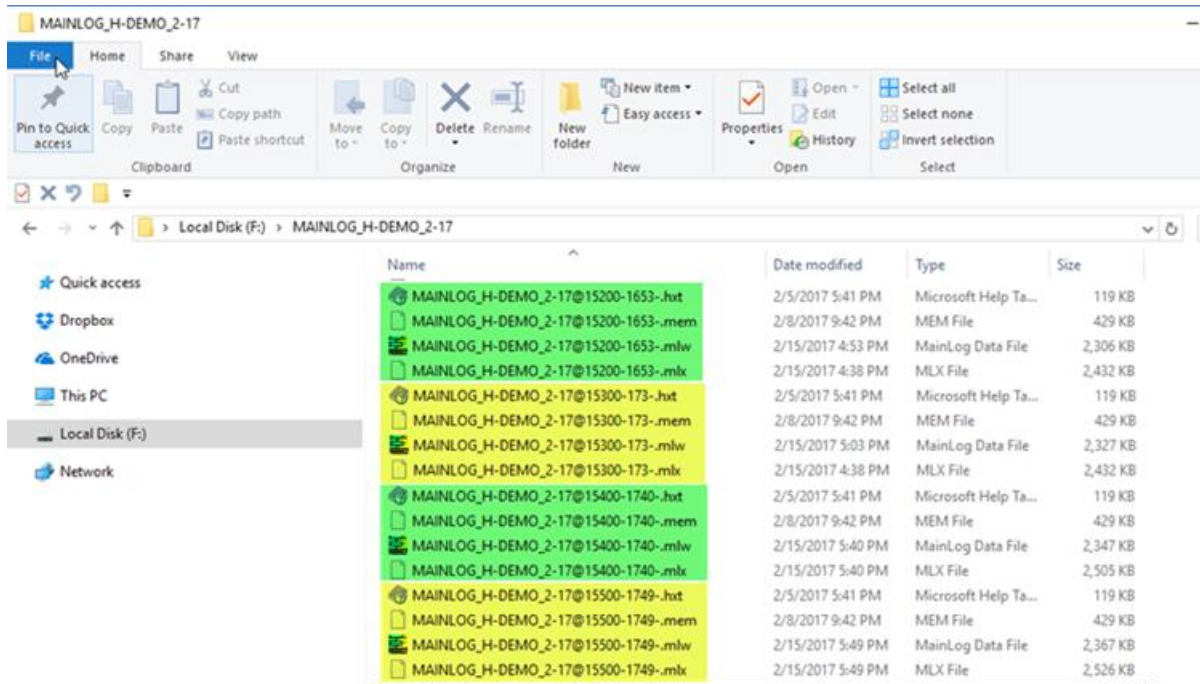 MAINLOG_H-DEMO_2-17
File Home Share View
Pin to Quick access
Copy
Paste
Cut
Copy path
Paste shortcut
Move to
Copy to
Delete
Rename
New folder
New item
Easy access
Properties
Open
Edit
History
Select all
Select none
Invert selection
Clipboard Organize New Open Select
Local Disk (F:) > MAINLOG_H-DEMO_2-17
Quick access
Dropbox
OneDrive
This PC
Local Disk (F:)
Network
Name Date modified Type Size
MAINLOG_H-DEMO_2-17@15200-1653-.hxt 2/5/2017 5:41 PM Microsoft Help Ta... 119 KB
MAINLOG_H-DEMO_2-17@15200-1653-.mem 2/8/2017 9:42 PM MEM File 429 KB
MAINLOG_H-DEMO_2-17@15200-1653-.mlw 2/15/2017 4:53 PM MainLog Data File 2,306 KB
MAINLOG_H-DEMO_2-17@15200-1653-.mlx 2/15/2017 4:38 PM MLX File 2,432 KB
MAINLOG_H-DEMO_2-17@15300-173-.hxt 2/5/2017 5:41 PM Microsoft Help Ta... 119 KB
MAINLOG_H-DEMO_2-17@15300-173-.mem 2/8/2017 9:42 PM MEM File 429 KB
MAINLOG_H-DEMO_2-17@15300-173-.mlw 2/15/2017 5:03 PM MainLog Data File 2,327 KB
MAINLOG_H-DEMO_2-17@15300-173-.mlx 2/15/2017 4:38 PM MLX File 2,432 KB
MAINLOG_H-DEMO_2-17@15400-1740-.hxt 2/5/2017 5:41 PM Microsoft Help Ta... 119 KB
MAINLOG_H-DEMO_2-17@15400-1740-.mem 2/8/2017 9:42 PM MEM File 429 KB
MAINLOG_H-DEMO_2-17@15400-1740-.mlw 2/15/2017 5:40 PM MainLog Data File 2,347 KB
MAINLOG_H-DEMO_2-17@15400-1740-.mlx 2/15/2017 5:40 PM MLX File 2,505 KB
MAINLOG_H-DEMO_2-17@15500-1749-.hxt 2/5/2017 5:41 PM Microsoft Help Ta... 119 KB
MAINLOG_H-DEMO_2-17@15500-1749-.mem 2/8/2017 9:42 PM MEM File 429 KB
MAINLOG_H-DEMO_2-17@15500-1749-.mlw 2/15/2017 5:49 PM MainLog Data File 2,367 KB
MAINLOG_H-DEMO_2-17@15500-1749-.mlx 2/15/2017 5:49 PM MLX File 2,526 KB